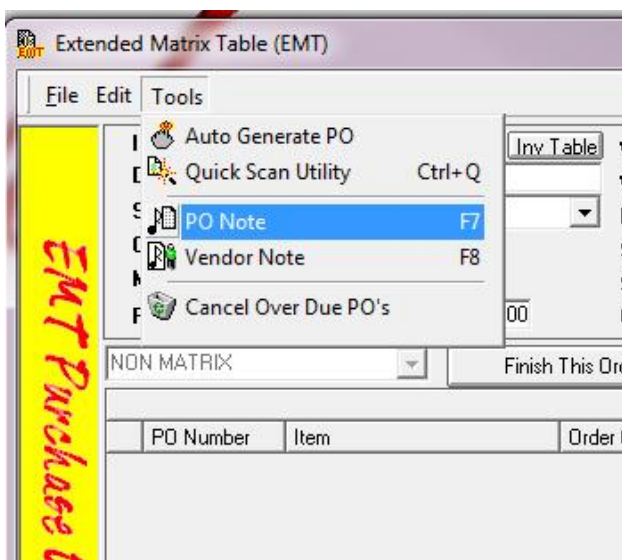 EMT Extended Matrix Table (EMT)
File Edit Tools
Auto Generate PO
Inv Table
Quick Scan Utility Ctrl+Q
PO Note F7
Vendor Note F8
Cancel Over Due PO's
00
NON MATRIX Finish This
PO Number Item Order
EMT Purchase